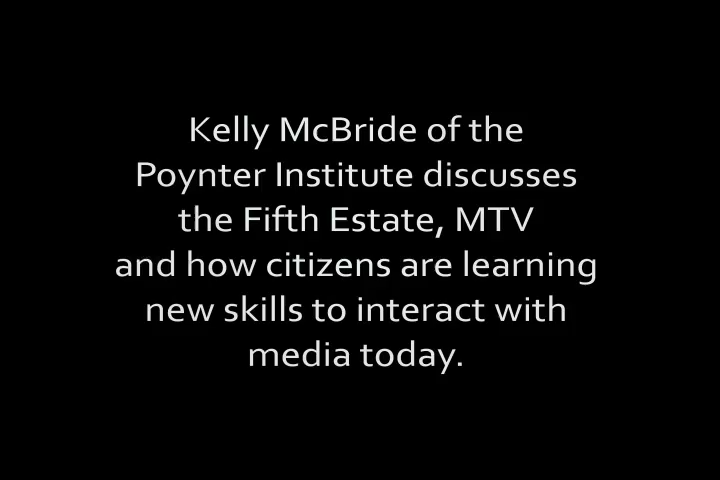 Kelly McBride of the
Poynter Institute discusses
the Fifth Estate, MTV
and how citizens are learning
new skills to interact with
media today.